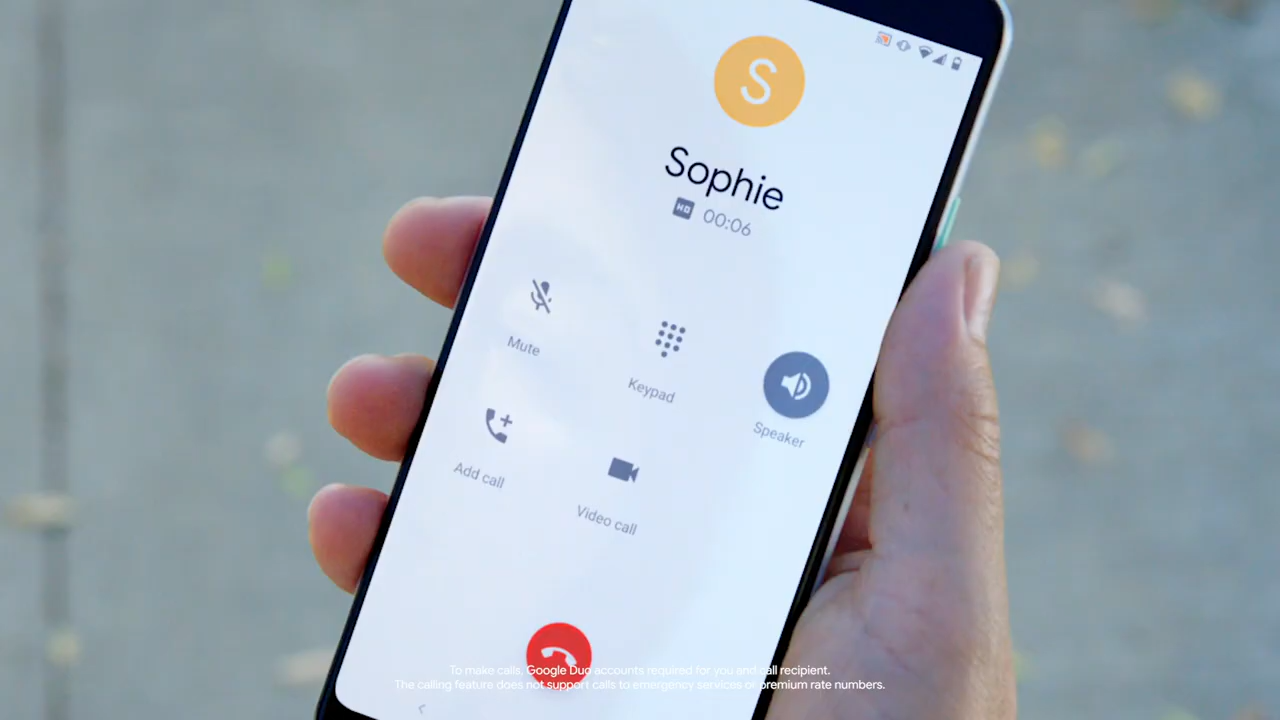 S
Sophie
HD 00:06
Mute
Keypad
Speaker
Add call
Video call
To make calls, Google Duo accounts required for you and call recipient.
The calling feature does not support calls to emergency services or premium rate numbers.